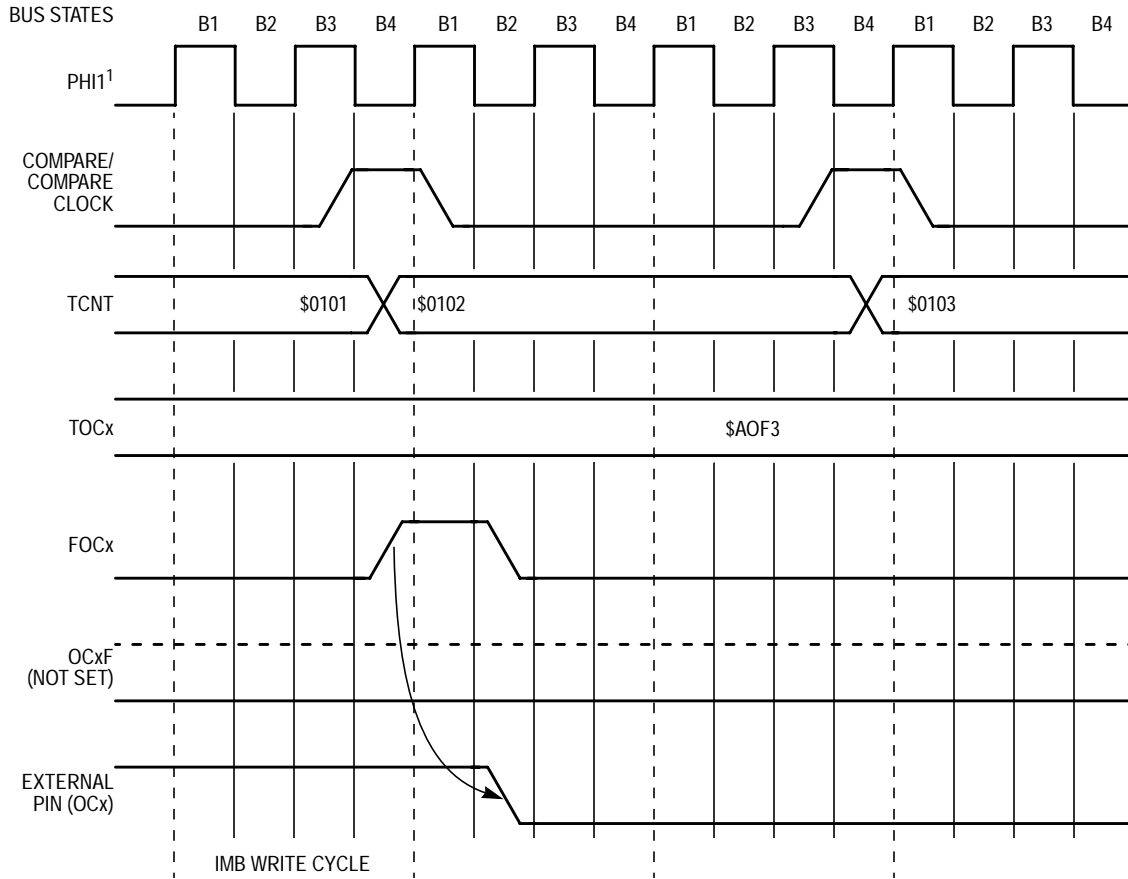 BUS STATES
B1 B2 B3 B4 B1 B2 B3 B4 B1 B2 B3 B4 B1 B2 B3 B4
PHI1¹
COMPARE/
COMPARE
CLOCK
TCNT $0101 $0102 $0103
TOCx $AOF3
FOCx
OCxF
(NOT SET)
EXTERNAL
PIN (OCx)
IMB WRITE CYCLE